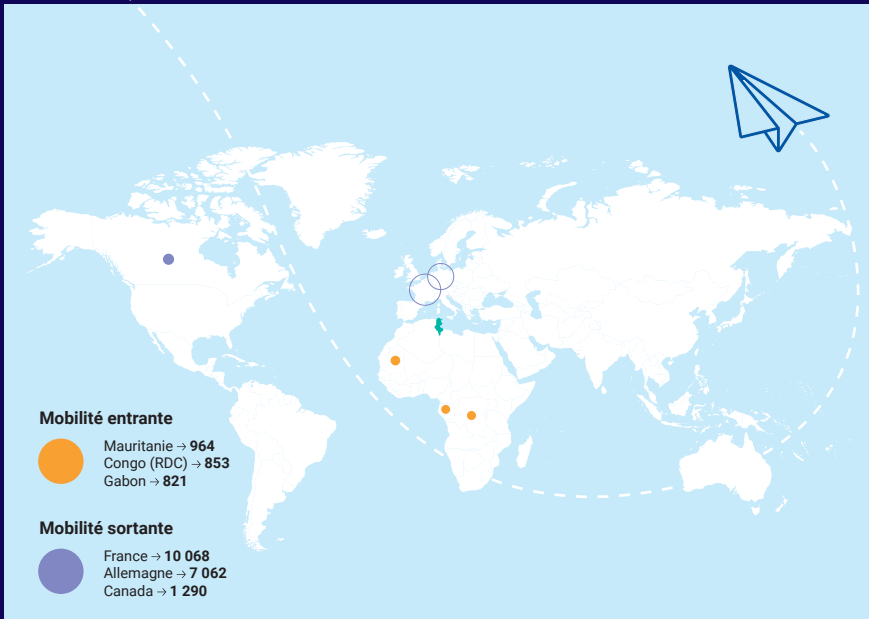 Mobilité entrante
Mauritanie → 964
Congo (RDC) → 853
Gabon → 821
Mobilité sortante
France → 10 068
Allemagne → 7 062
Canada → 1 290